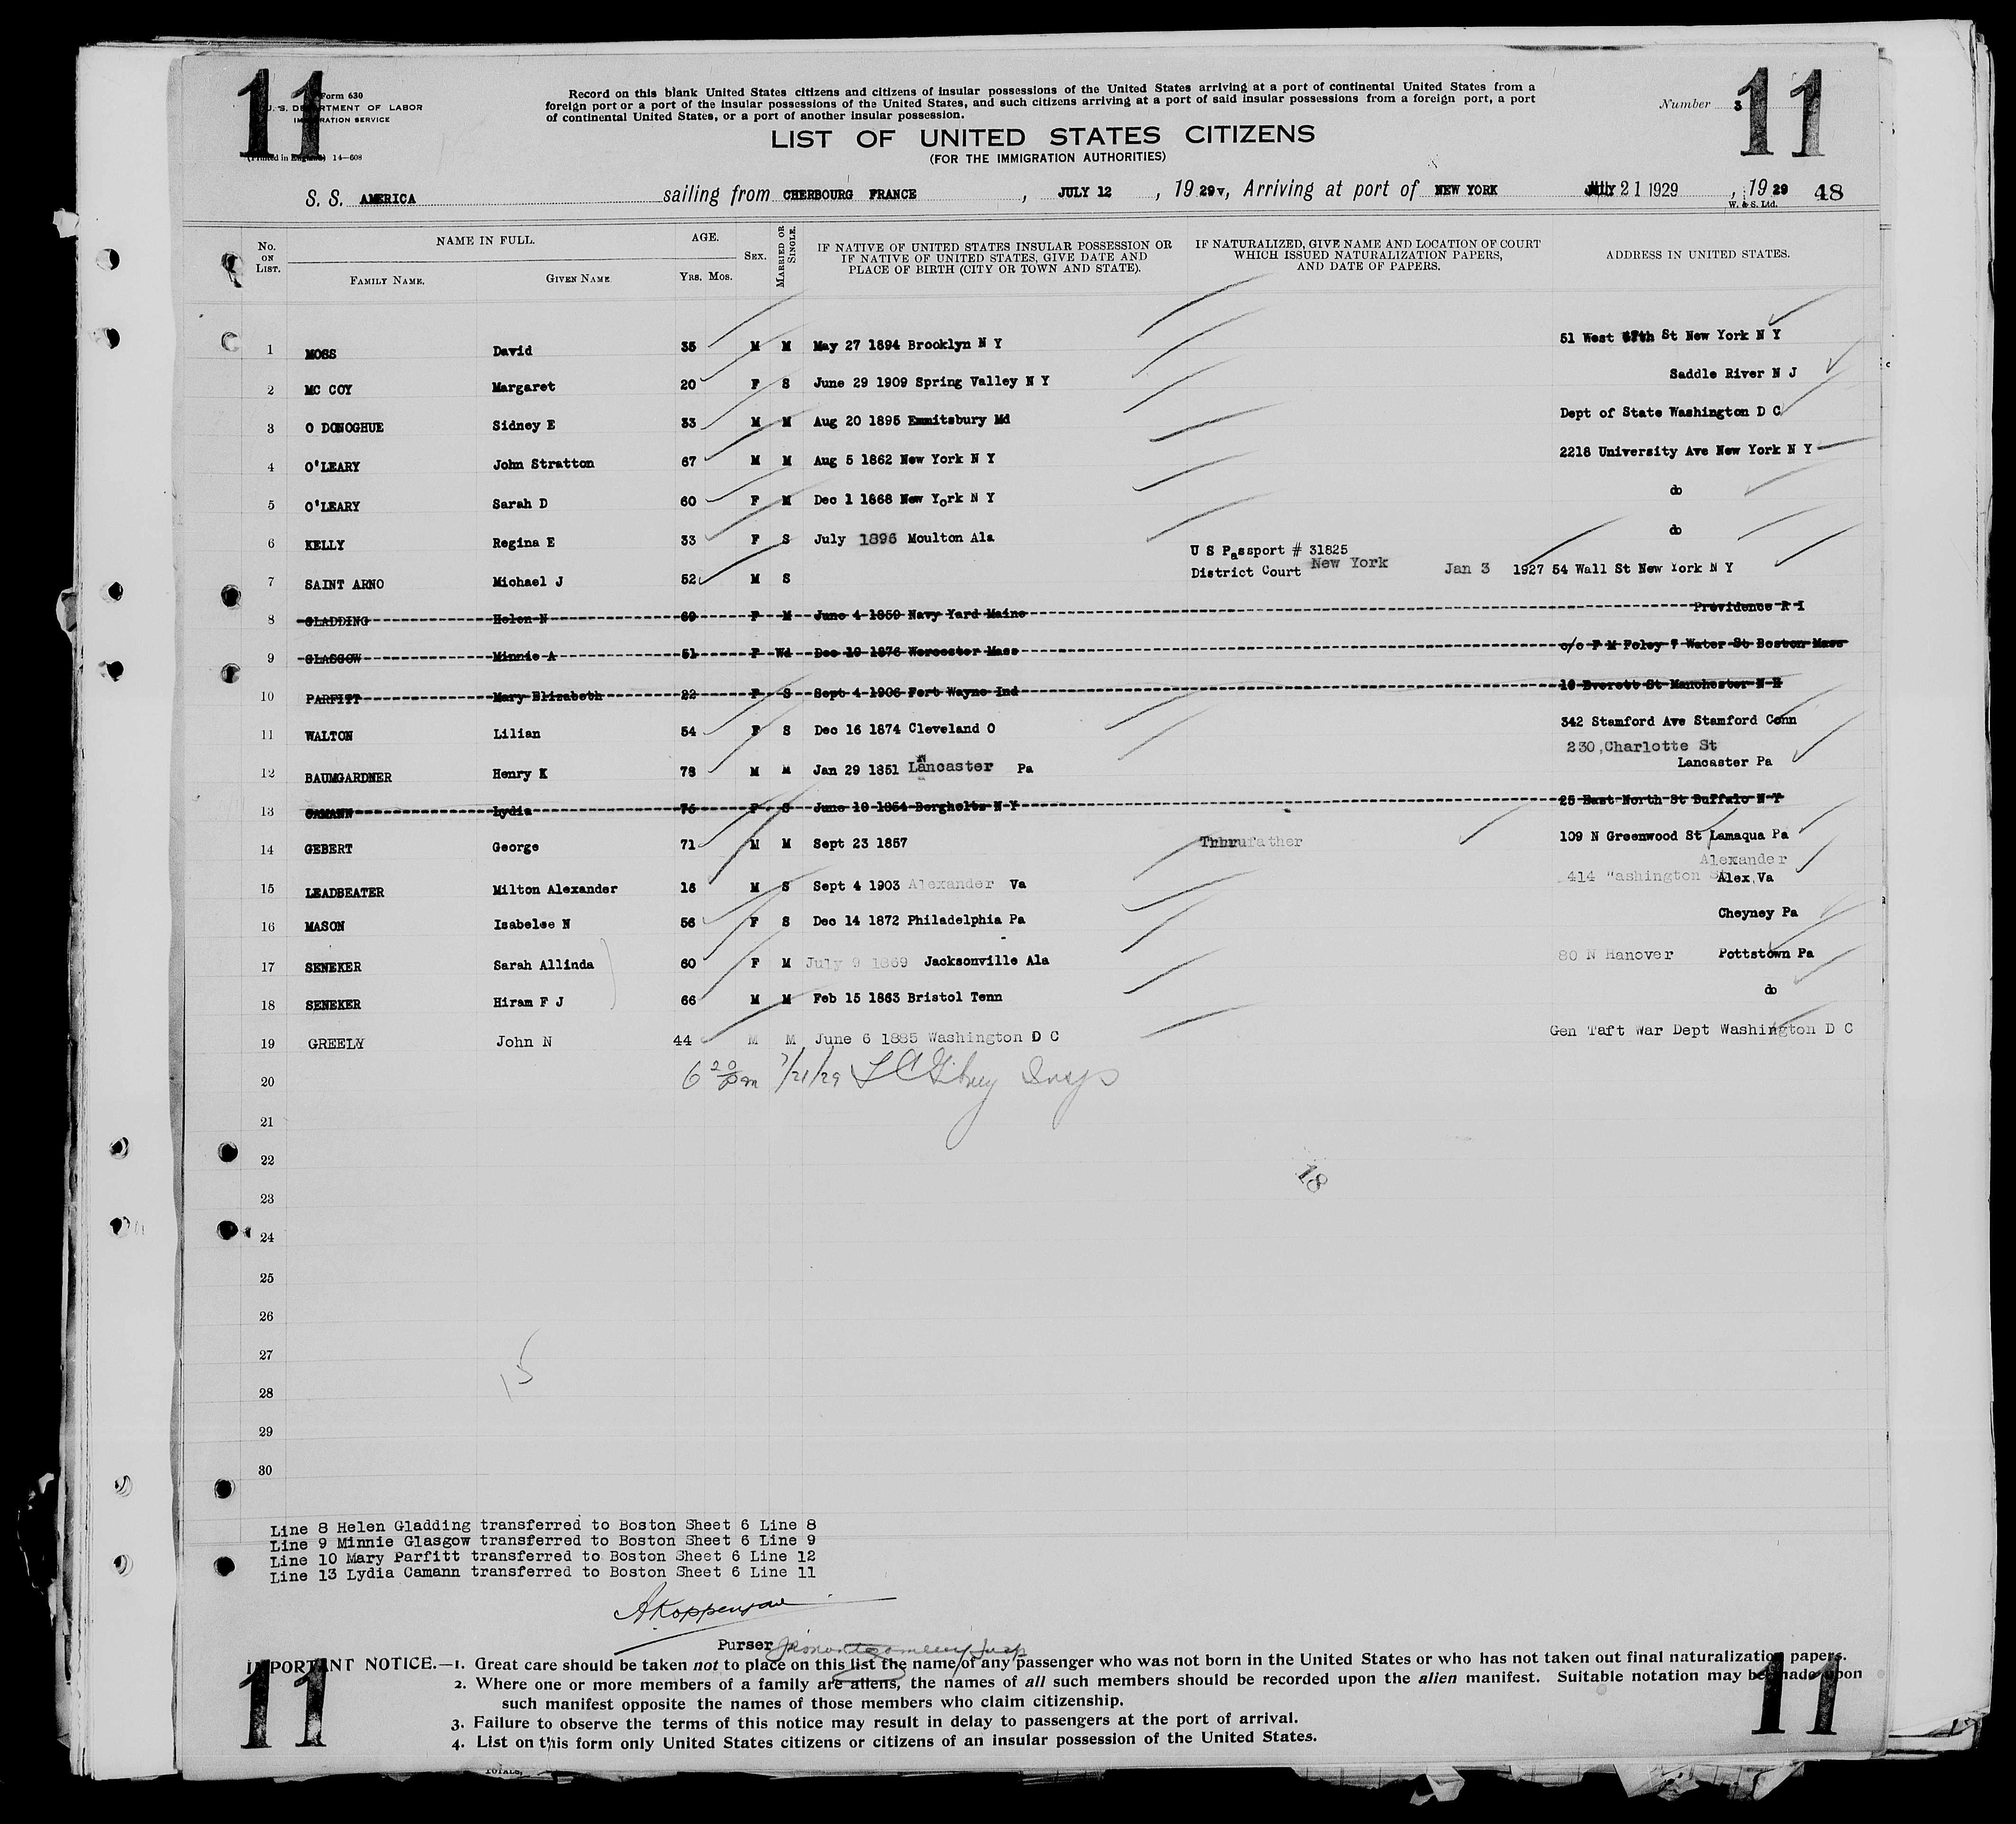 11 11
Form 630
U. S. DEPARTMENT OF LABOR
IMMIGRATION SERVICE
(Printed in England) 14—608
Record on this blank United States citizens and citizens of insular possessions of the United States arriving at a port of continental United States from a
foreign port or a port of the insular possessions of the United States, and such citizens arriving at a port of said insular possessions from a foreign port, a port
of continental United States, or a port of another insular possession.
Number 3
LIST OF UNITED STATES CITIZENS
(FOR THE IMMIGRATION AUTHORITIES)
S. S. AMERICA sailing from CHERBOURG FRANCE , JULY 12 , 19 29v, Arriving at port of NEW YORK JULY 21 1929 , 19 29 48
W. & S. Ltd.
No. ON LIST. NAME IN FULL. FAMILY NAME. GIVEN NAME AGE. YRS. MOS. SEX. MARRIED OR SINGLE. IF NATIVE OF UNITED STATES INSULAR POSSESSION OR IF NATIVE OF UNITED STATES, GIVE DATE AND PLACE OF BIRTH (CITY OR TOWN AND STATE). IF NATURALIZED, GIVE NAME AND LOCATION OF COURT WHICH ISSUED NATURALIZATION PAPERS, AND DATE OF PAPERS. ADDRESS IN UNITED STATES.
1 MOSS David 35 M M May 27 1894 Brooklyn N Y 51 West 47th St New York N Y
2 MC COY Margaret 20 F S June 29 1909 Spring Valley N Y Saddle River N J
3 O DONOGHUE Sidney E 33 M M Aug 20 1895 Emmitsbury Md Dept of State Washington D C
4 O'LEARY John Stratton 67 M M Aug 5 1862 New York N Y 2218 University Ave New York N Y
5 O'LEARY Sarah D 60 F M Dec 1 1868 New York N Y do
6 KELLY Regina E 33 F S July 1896 Moulton Ala do
U S Passport # 31825
7 SAINT ARNO Michael J 52 M S District Court New York Jan 3 1927 54 Wall St New York N Y
8 GLADDING Helen N 69 F M June 4 1859 Navy Yard Maine Providence R I
9 GLASGOW Minnie A 51 F Wd Dec 19 1876 Worcester Mass c/o F M Foley 7 Water St Boston Mass
10 PARFITT Mary Elizabeth 22 F S Sept 4 1906 Fort Wayne Ind 18 Everett St Manchester N H
11 WALTON Lilian 54 F S Dec 16 1874 Cleveland O 342 Stamford Ave Stamford Conn
230, Charlotte St
12 BAUMGARDNER Henry K 78 M M Jan 29 1851 Lancaster Pa Lancaster Pa
13 CAMANN Lydia 75 F S June 18 1854 Bergholtz N Y 25 East North St Buffalo N Y
14 GEBERT George 71 M M Sept 23 1857 Thru father 109 N Greenwood St Lamaqua Pa
Alexander
15 LEADBEATER Milton Alexander 16 M S Sept 4 1903 Alexander Va 414 Washington St Alex, Va
16 MASON Isabelee N 56 F S Dec 14 1872 Philadelphia Pa Cheyney Pa
17 SENEKER Sarah Allinda 60 F M July 9 1869 Jacksonville Ala 80 N Hanover Pottstown Pa
18 SENEKER Hiram F J 66 M M Feb 15 1863 Bristol Tenn do
19 GREELY John N 44 M M June 6 1885 Washington D C Gen Taft War Dept Washington D C
20 6 20 pm 7/21/29 Insp
21
22
18
23
24
25
26
27
15
28
29
30
Line 8 Helen Gladding transferred to Boston Sheet 6 Line 8
Line 9 Minnie Glasgow transferred to Boston Sheet 6 Line 9
Line 10 Mary Parfitt transferred to Boston Sheet 6 Line 12
Line 13 Lydia Camann transferred to Boston Sheet 6 Line 11
Purser
IMPORTANT NOTICE.—1. Great care should be taken not to place on this list the name of any passenger who was not born in the United States or who has not taken out final naturalization papers.
2. Where one or more members of a family are aliens, the names of all such members should be recorded upon the alien manifest. Suitable notation may be made upon
such manifest opposite the names of those members who claim citizenship.
3. Failure to observe the terms of this notice may result in delay to passengers at the port of arrival.
4. List on this form only United States citizens or citizens of an insular possession of the United States.
11 11
TOTALS,